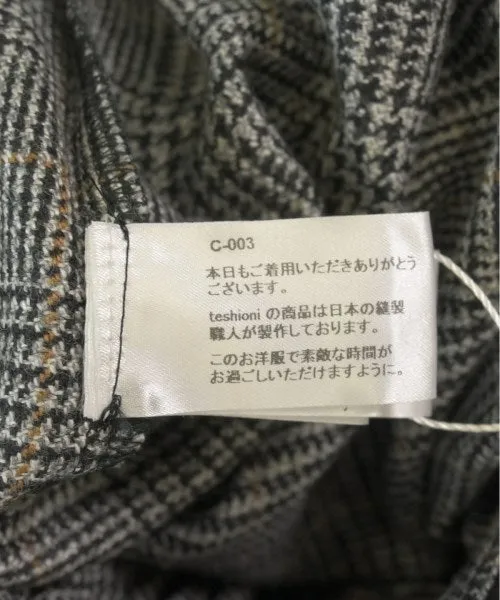 C-003
本日もご着用いただきありがとう
ございます。
teshioni の商品は日本の縫製
職人が製作しております。
このお洋服で素敵な時間が
お過ごしいただけますように。